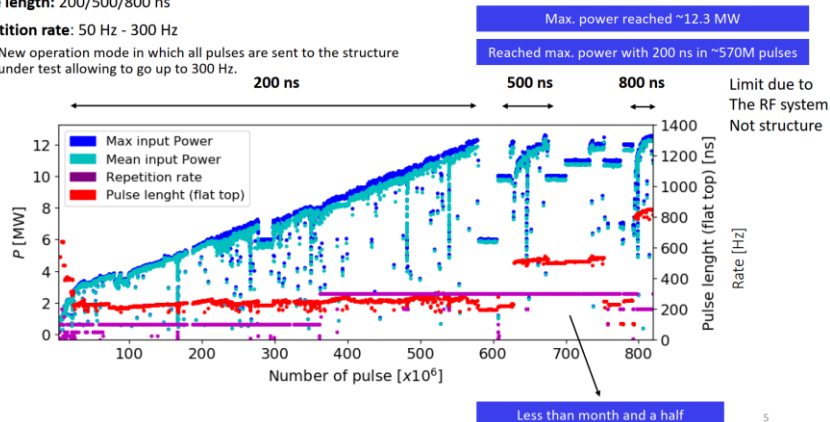 length: 200/500/800 ns
tition rate: 50 Hz - 300 Hz
New operation mode in which all pulses are sent to the structure
under test allowing to go up to 300 Hz.
Max. power reached ~12.3 MW
Reached max. power with 200 ns in ~570M pulses
200 ns
500 ns
800 ns
Limit due to
The RF system
Not structure
Max input Power
Mean input Power
Repetition rate
Pulse lenght (flat top)
P [MW]
12
10
8
6
4
2
0
1400
1200
1000
800
600
400
200
0
Pulse lenght (flat top) [ns]
Rate [Hz]
100
200
300
400
500
600
700
800
Number of pulse [x10⁶]
Less than month and a half
5